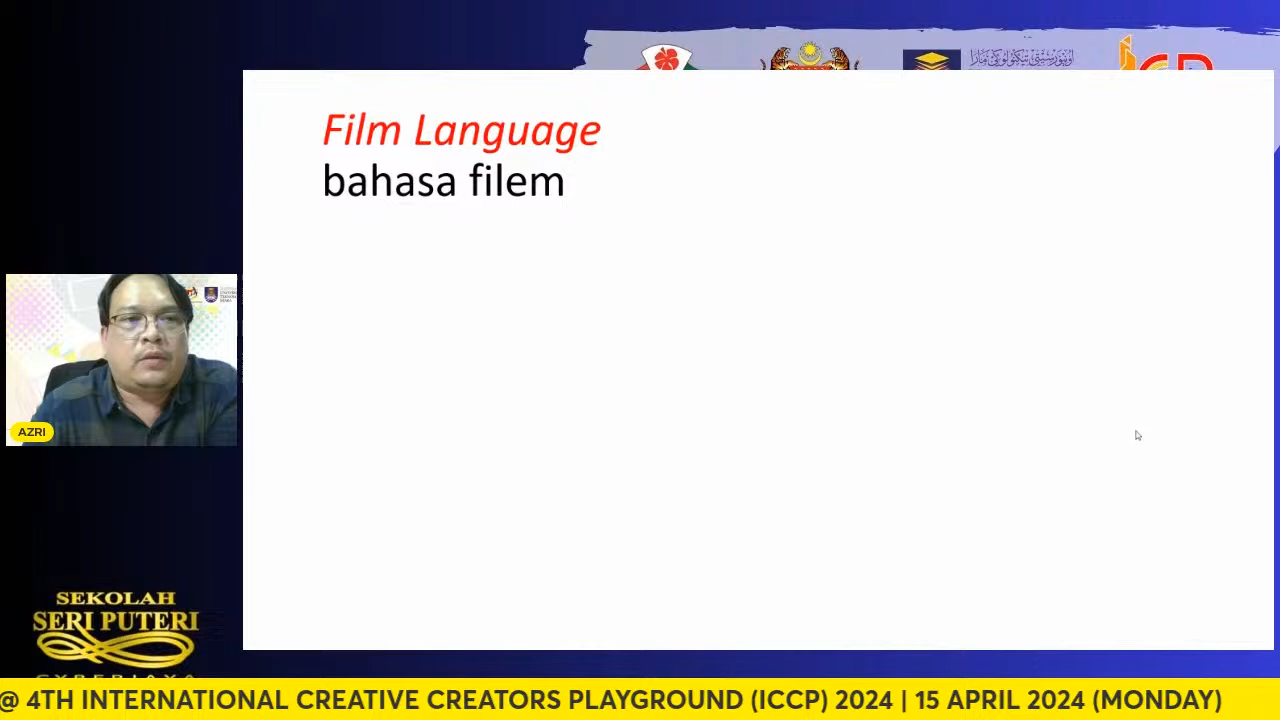 Film Language
bahasa filem
AZRI
SEKOLAH
SERI PUTERI
CYBERJAYA
@ 4TH INTERNATIONAL CREATIVE CREATORS PLAYGROUND (ICCP) 2024 | 15 APRIL 2024 (MONDAY)